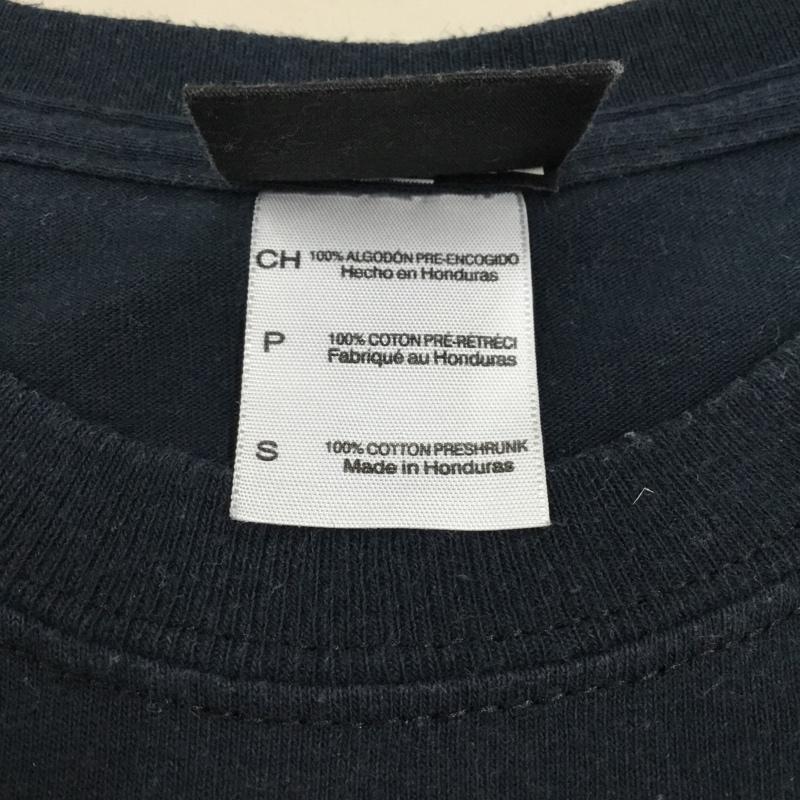 CH 100% ALGODÓN PRE-ENCOGIDO
Hecho en Honduras
P 100% COTON PRÉ-RÉTRÉCI
Fabriqué au Honduras
S 100% COTTON PRESHRUNK
Made in Honduras